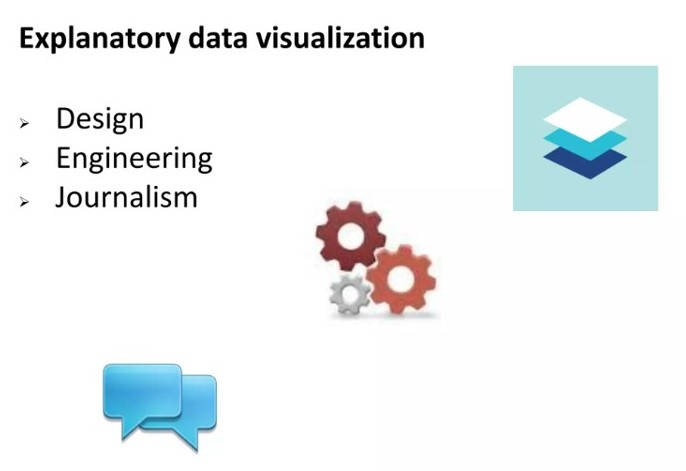 Explanatory data visualization
➢ Design
➢ Engineering
➢ Journalism